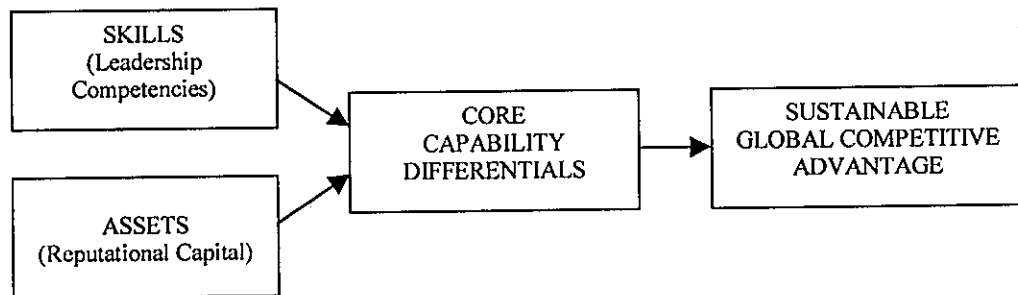 SKILLS
(Leadership
Competencies)
ASSETS
(Reputational Capital)
CORE
CAPABILITY
DIFFERENTIALS
SUSTAINABLE
GLOBAL COMPETITIVE
ADVANTAGE